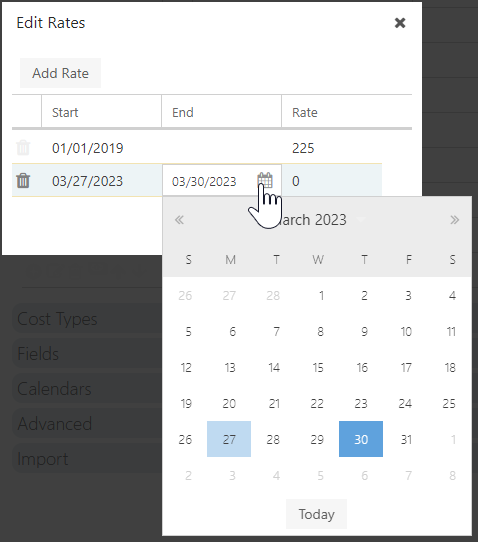 Edit Rates
Add Rate
Start End Rate
01/01/2019 225
03/27/2023 03/30/2023 0
arch 2023
S M T W T F S
26 27 28 1 2 3 4
5 6 7 8 9 10 11
12 13 14 15 16 17 18
19 20 21 22 23 24 25
26 27 28 29 30 31 1
2 3 4 5 6 7 8
Today
Cost Types
Fields
Calendars
Advanced
Import